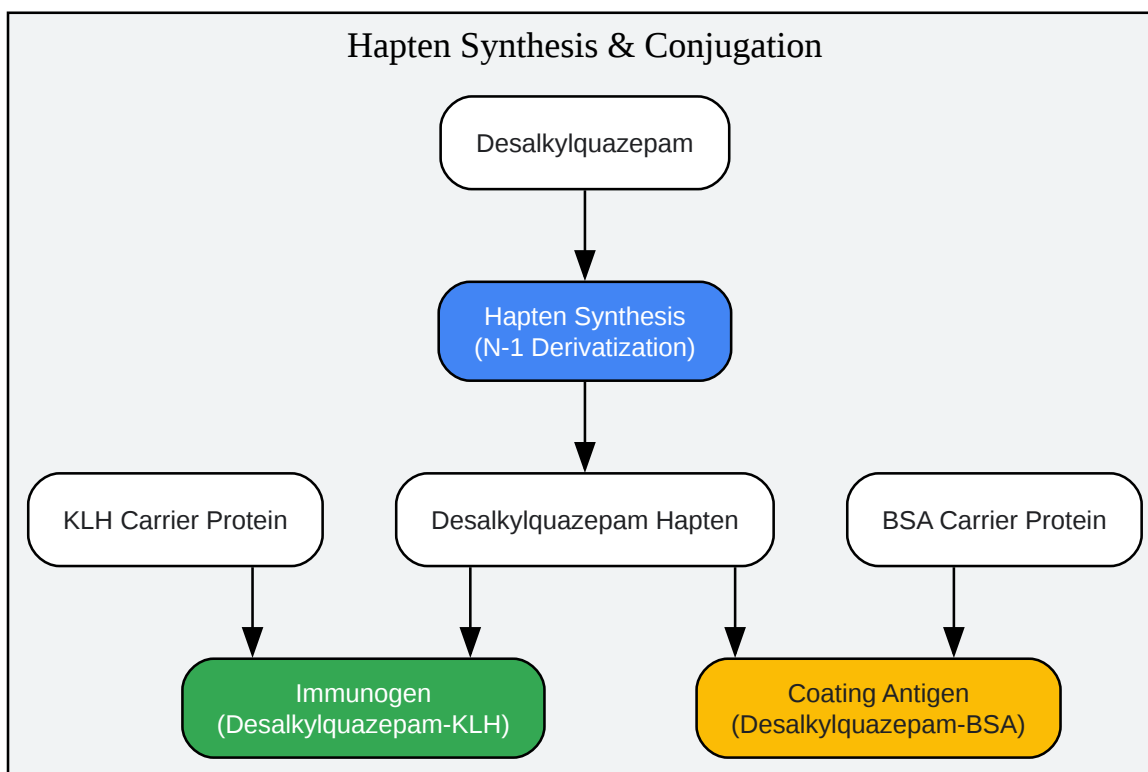 Hapten Synthesis & Conjugation
Desalkylquazepam
Hapten Synthesis
(N-1 Derivatization)
KLH Carrier Protein
Desalkylquazepam Hapten
BSA Carrier Protein
Immunogen
(Desalkylquazepam-KLH)
Coating Antigen
(Desalkylquazepam-BSA)